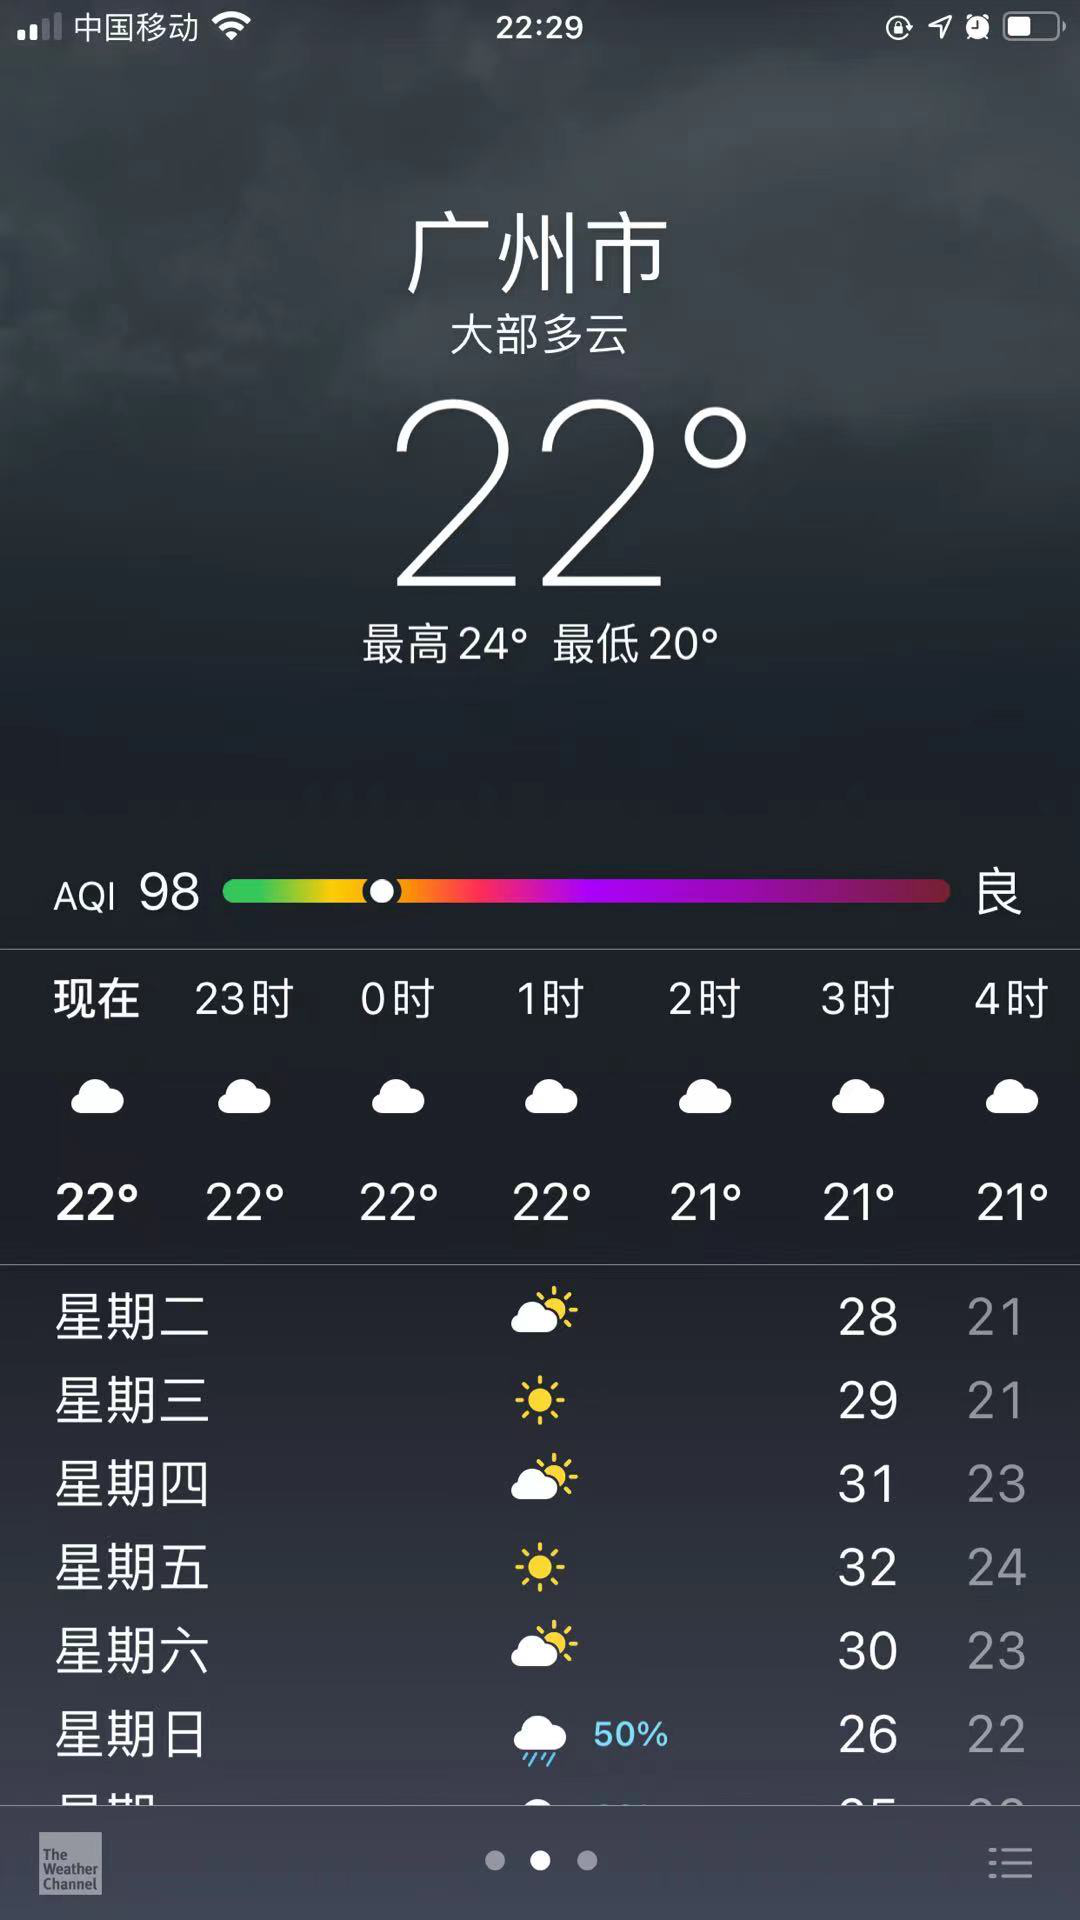 中国移动 22:29
广州市
大部多云
22°
最高 24° 最低 20°
AQI 98 良
现在 23时 0时 1时 2时 3时 4时
22° 22° 22° 22° 21° 21° 21°
星期二 28 21
星期三 29 21
星期四 31 23
星期五 32 24
星期六 30 23
星期日 50% 26 22
The
Weather
Channel